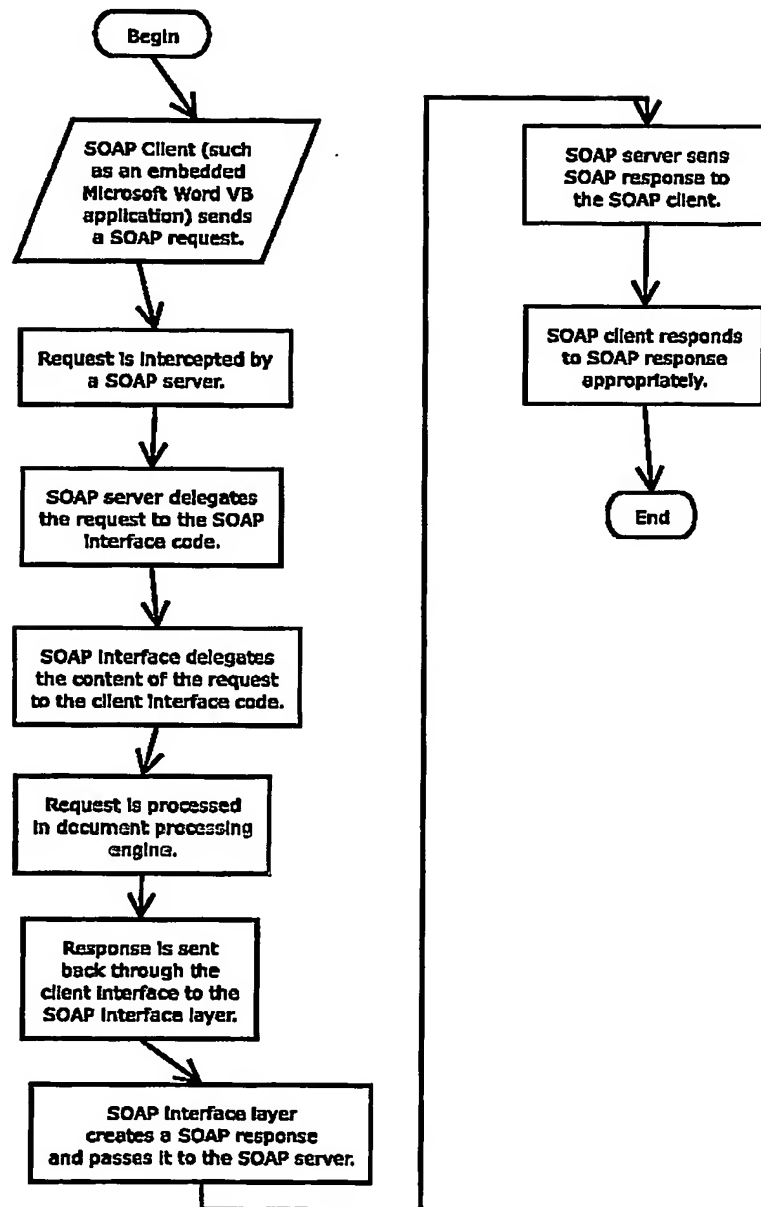 Begin
SOAP Client (such
as an embedded
Microsoft Word VB
application) sends
a SOAP request.
Request is intercepted by
a SOAP server.
SOAP server delegates
the request to the SOAP
interface code.
SOAP interface delegates
the content of the request
to the client interface code.
Request is processed
in document processing
engine.
Response is sent
back through the
client interface to the
SOAP interface layer.
SOAP interface layer
creates a SOAP response
and passes it to the SOAP server.
SOAP server sens
SOAP response to
the SOAP client.
SOAP client responds
to SOAP response
appropriately.
End